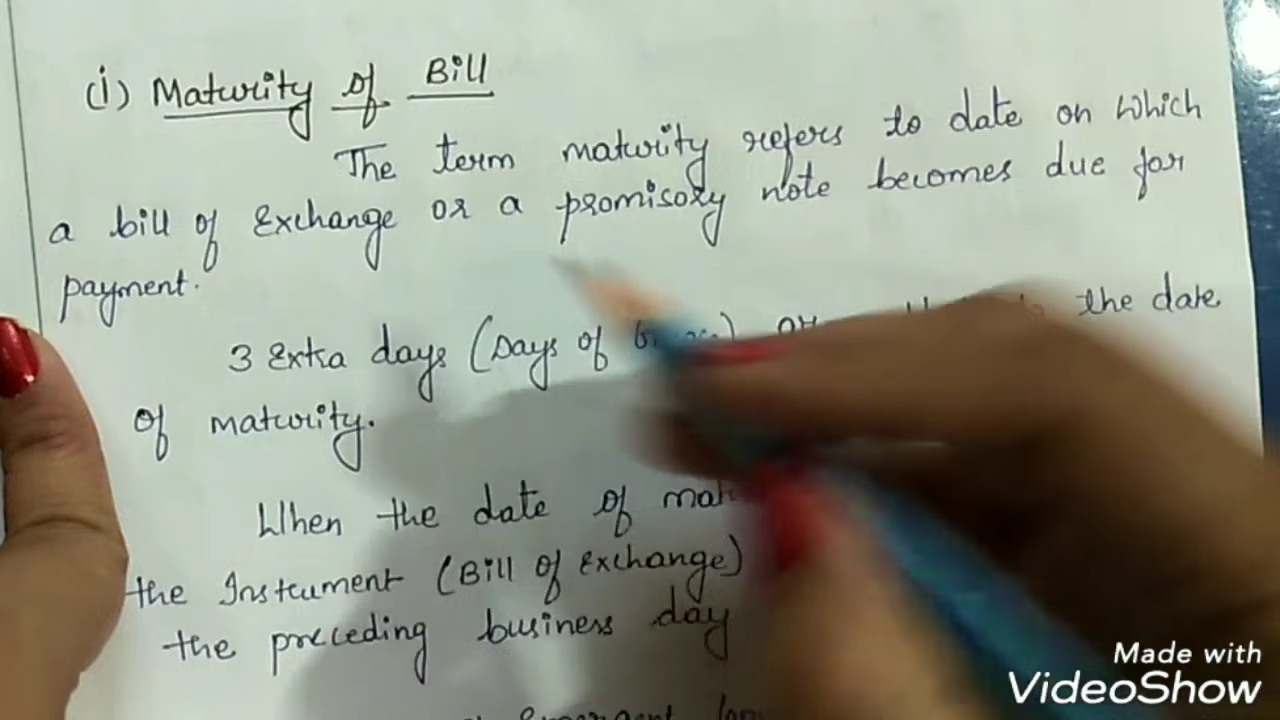 (i) Maturity of Bill
The term maturity refers to date on which
a bill of Exchange or a promisory note becomes due for
payment.
3 Extra days (Days of the date
of maturity.
When the date of
the Instrument (Bill of Exchange)
the preceding business day
Made with
VideoShow